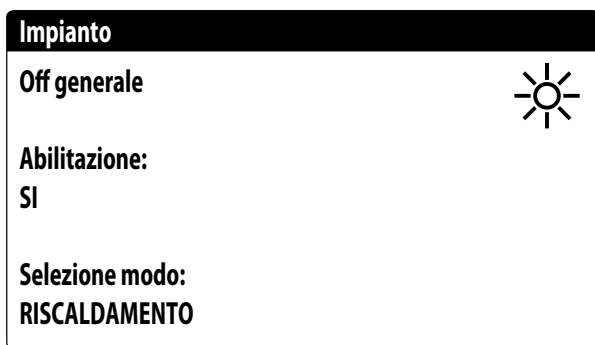 Impianto
Off generale
Abilitazione:
SI
Selezione modo:
RISCALDAMENTO